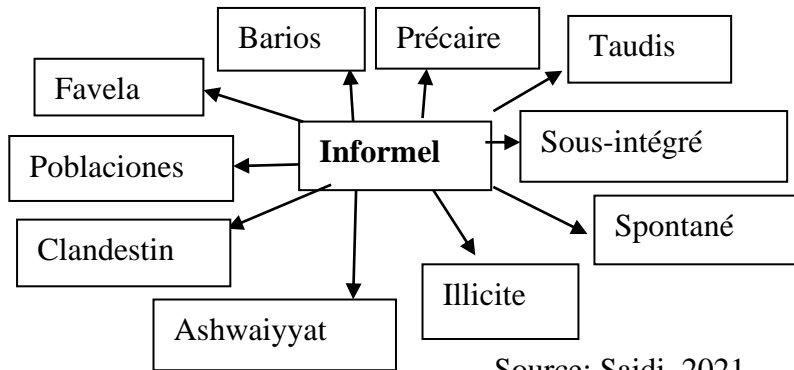 Barios
Précaire
Taudis
Favela
Informel
Sous-intégré
Poblaciones
Spontané
Clandestin
Illicite
Ashwaiyyat
Source: Saidi, 2021